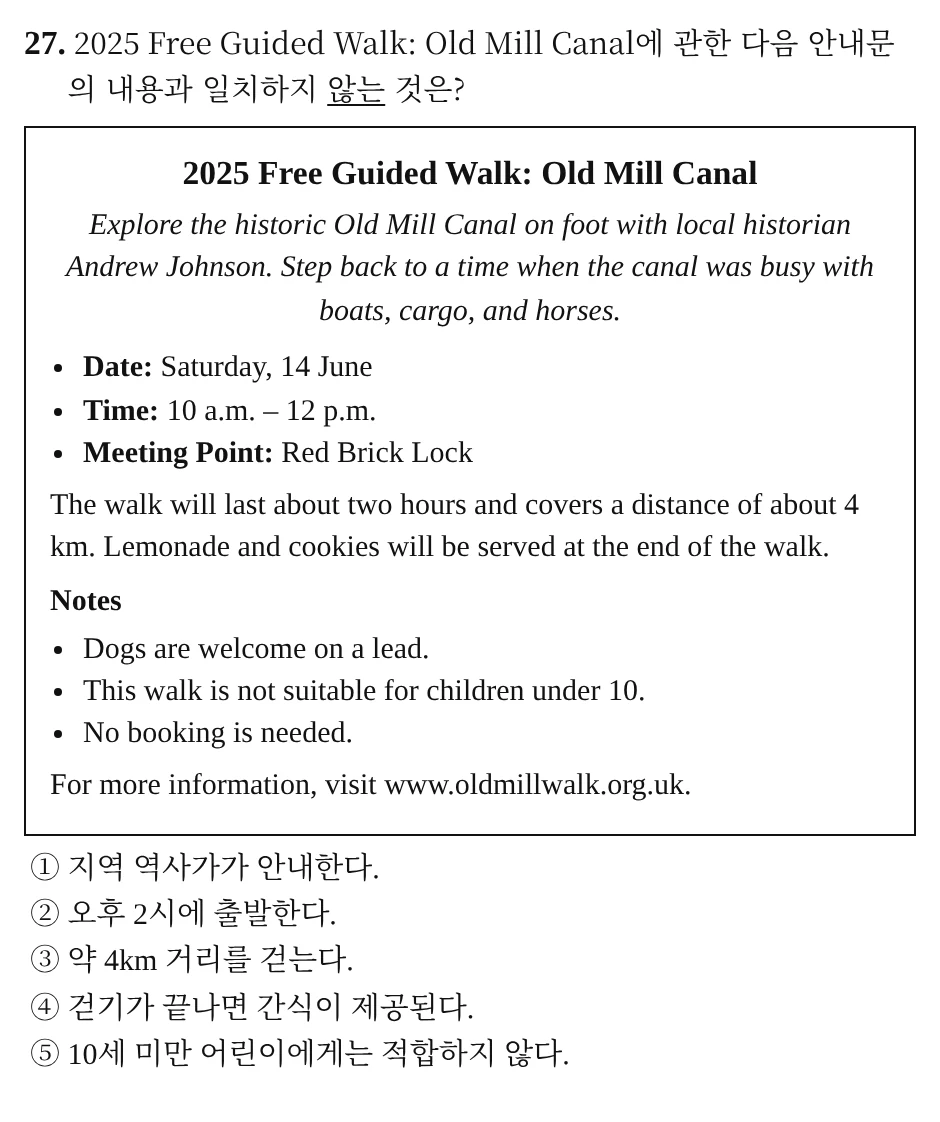 27. 2025 Free Guided Walk: Old Mill Canal에 관한 다음 안내문
의 내용과 일치하지 않는 것은?
2025 Free Guided Walk: Old Mill Canal
Explore the historic Old Mill Canal on foot with local historian
Andrew Johnson. Step back to a time when the canal was busy with
boats, cargo, and horses.
• Date: Saturday, 14 June
• Time: 10 a.m. – 12 p.m.
• Meeting Point: Red Brick Lock
The walk will last about two hours and covers a distance of about 4
km. Lemonade and cookies will be served at the end of the walk.
Notes
• Dogs are welcome on a lead.
• This walk is not suitable for children under 10.
• No booking is needed.
For more information, visit www.oldmillwalk.org.uk.
① 지역 역사가가 안내한다.
② 오후 2시에 출발한다.
③ 약 4km 거리를 걷는다.
④ 걷기가 끝나면 간식이 제공된다.
⑤ 10세 미만 어린이에게는 적합하지 않다.